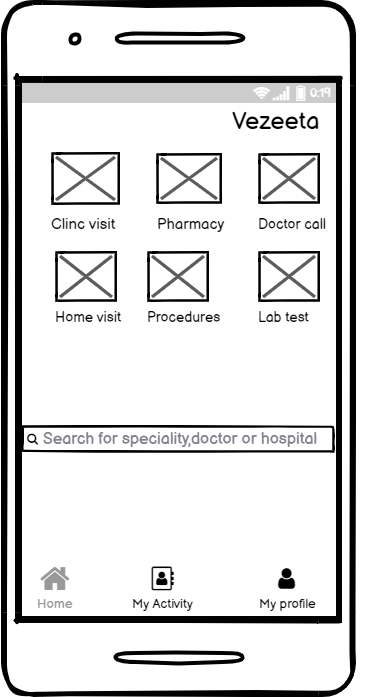 0:19
Vezeeta
Clinc visit Pharmacy Doctor call
Home visit Procedures Lab test
Search for speciality,doctor or hospital
Home My Activity My profile